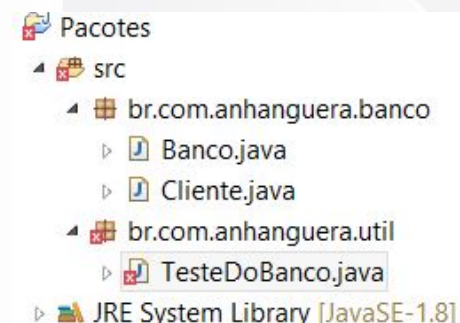 Pacotes
src
br.com.anhanguera.banco
Banco.java
Cliente.java
br.com.anhanguera.util
TesteDoBanco.java
JRE System Library [JavaSE-1.8]